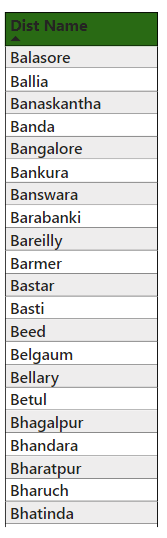 Dist Name
Balasore
Ballia
Banaskantha
Banda
Bangalore
Bankura
Banswara
Barabanki
Bareilly
Barmer
Bastar
Basti
Beed
Belgaum
Bellary
Betul
Bhagalpur
Bhandara
Bharatpur
Bharuch
Bhatinda